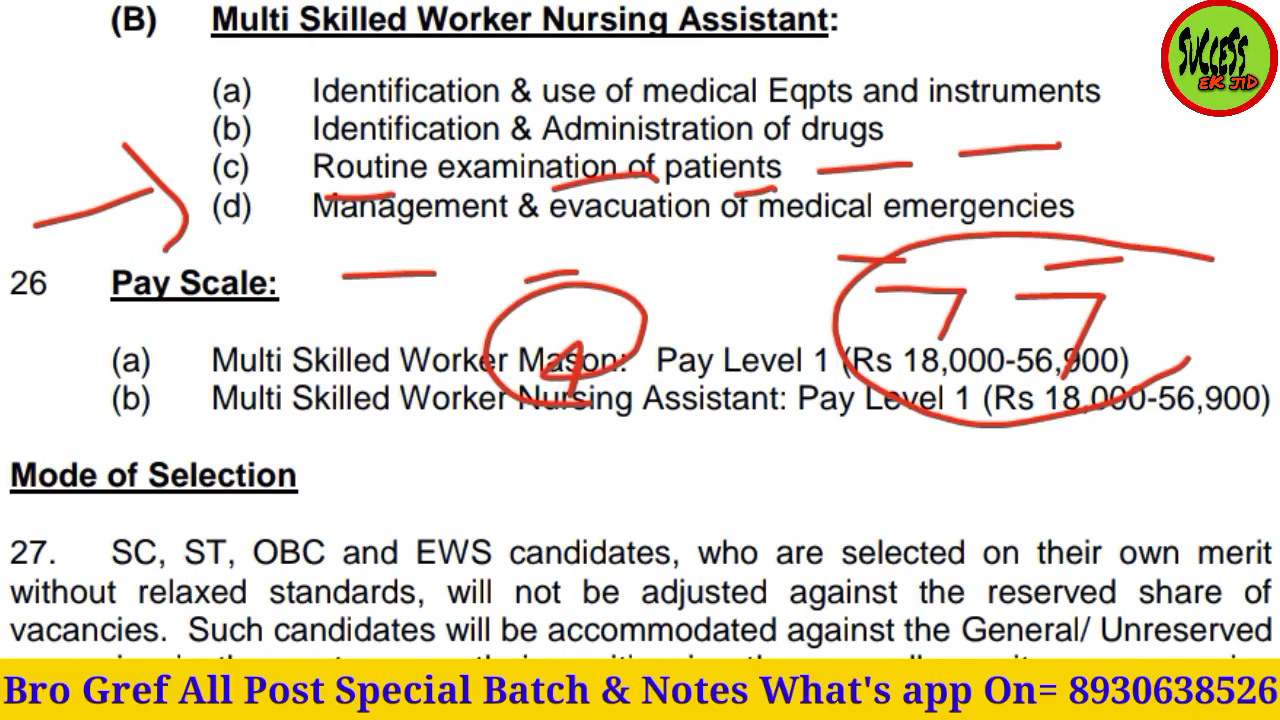 (B) Multi Skilled Worker Nursing Assistant:
SUCCESS
EK JID
(a) Identification & use of medical Eqpts and instruments
(b) Identification & Administration of drugs
(c) Routine examination of patients
(d) Management & evacuation of medical emergencies
26 Pay Scale:
4
7 7
(a) Multi Skilled Worker Mason: Pay Level 1 (Rs 18,000-56,900)
(b) Multi Skilled Worker Nursing Assistant: Pay Level 1 (Rs 18,000-56,900)
Mode of Selection
27. SC, ST, OBC and EWS candidates, who are selected on their own merit
without relaxed standards, will not be adjusted against the reserved share of
vacancies. Such candidates will be accommodated against the General/ Unreserved
Bro Gref All Post Special Batch & Notes What's app On= 8930638526